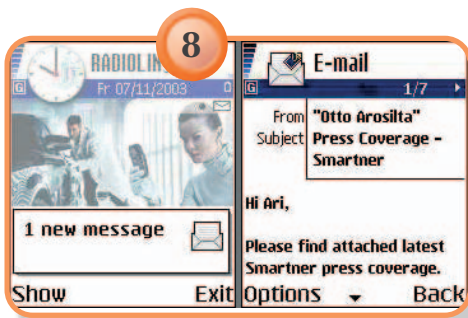 8
RADIOLIN
G
Fr 07/11/2003
1 new message
Show Exit
E-mail
G
1/7
From "Otto Arosilta"
Subject Press Coverage -
Smartner
Hi Ari,
Please find attached latest
Smartner press coverage.
Options Back